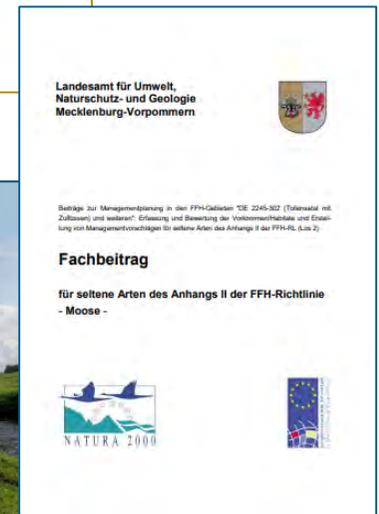 Landesamt für Umwelt,
Naturschutz- und Geologie
Mecklenburg-Vorpommern
Beiträge zur Managementplanung in den FFH-Gebieten "DE 2245-302 (Tollensetal mit
Zuflüssen) und weiteren": Erfassung und Bewertung der Vorkommen/Habitate und Erstel-
lung von Managementvorschlägen für seltene Arten des Anhangs II der FFH-RL (Los 2)
Fachbeitrag
für seltene Arten des Anhangs II der FFH-Richtlinie
- Moose -
NATURA 2000